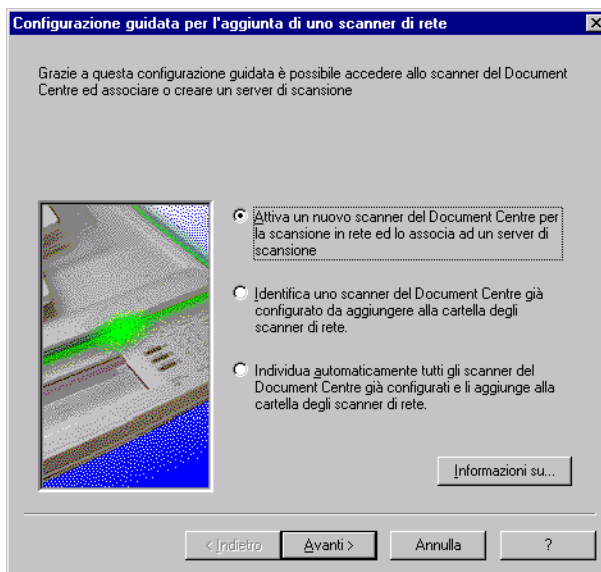 Configurazione guidata per l'aggiunta di uno scanner di rete
Grazie a questa configurazione guidata è possibile accedere allo scanner del Document
Centre ed associare o creare un server di scansione
Attiva un nuovo scanner del Document Centre per
la scansione in rete ed lo associa ad un server di
scansione
Identifica uno scanner del Document Centre già
configurato da aggiungere alla cartella degli
scanner di rete.
Individua automaticamente tutti gli scanner del
Document Centre già configurati e li aggiunge alla
cartella degli scanner di rete.
Informazioni su...
< Indietro Avanti > Annulla ?